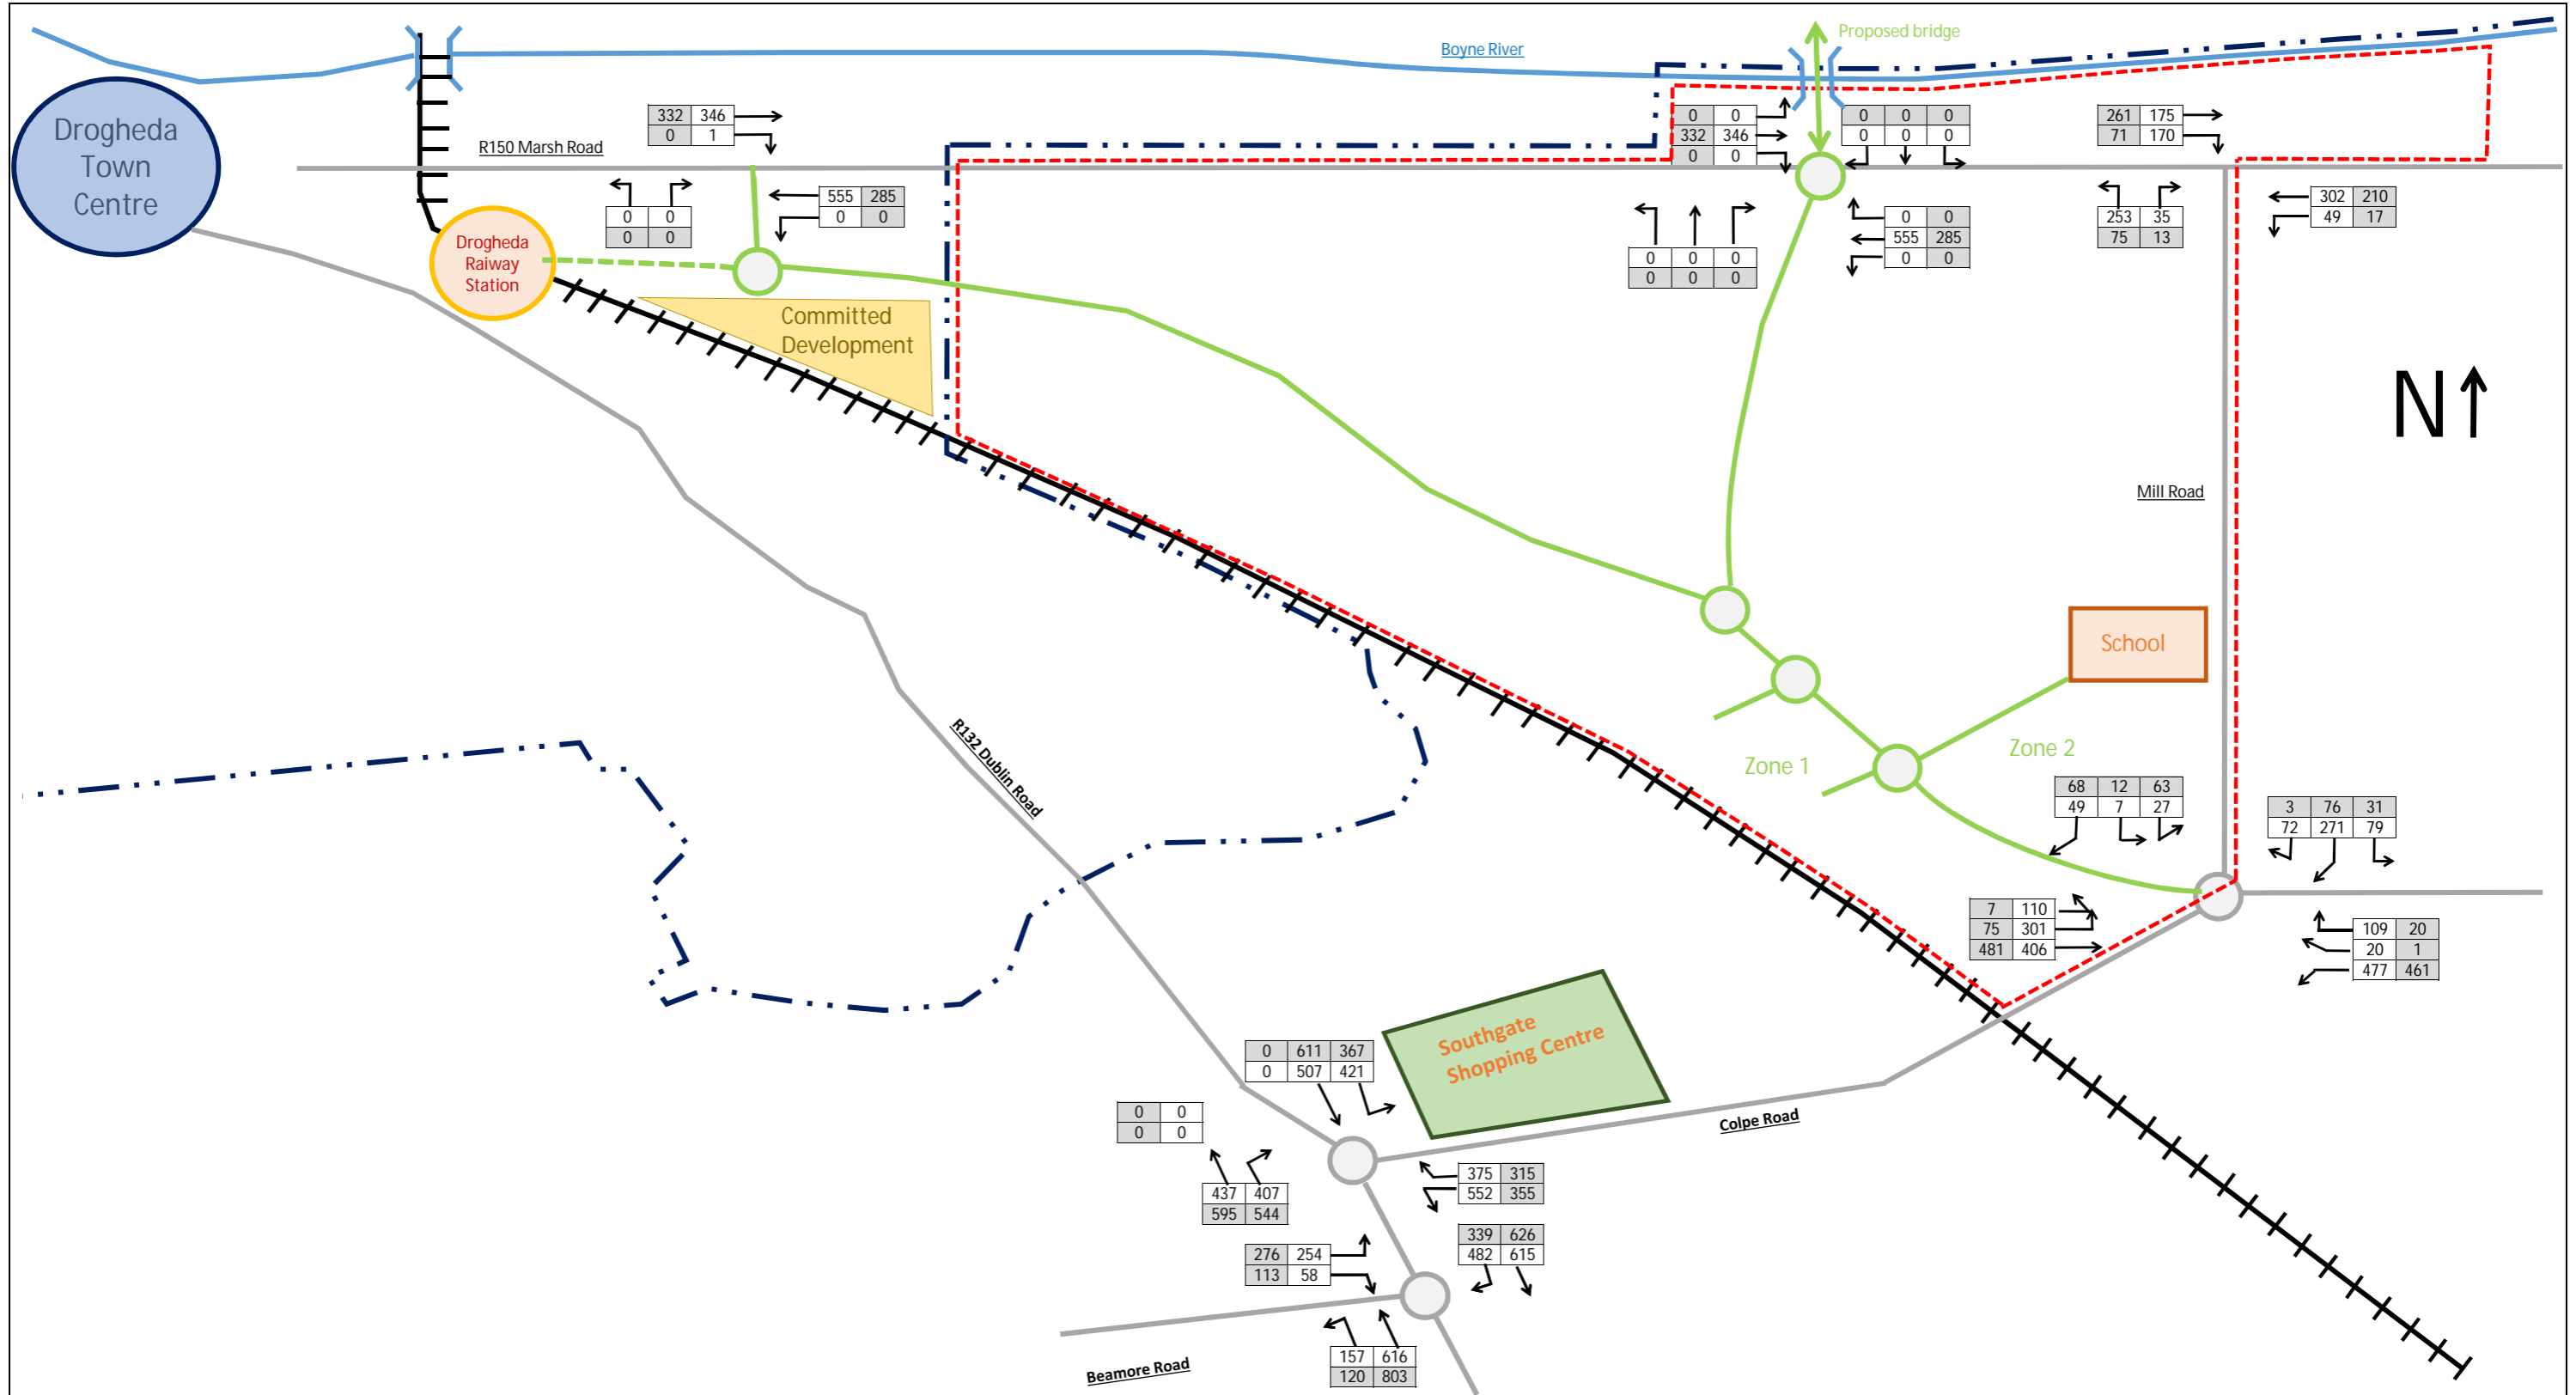 Proposed bridge
Boyne River
Drogheda
Town
Centre
R150 Marsh Road
332 346
0 1
0 0
332 346
0 0
0 0 0
0 0 0
261 175
71 170
0 0
0 0
555 285
0 0
0 0 0
0 0 0
0 0
555 285
0 0
253 35
75 13
302 210
49 17
Drogheda
Raiway
Station
Committed
Development
N
Mill Road
School
R132 Dublin Road
Zone 1
Zone 2
68 12 63
49 7 27
3 76 31
72 271 79
7 110
75 301
481 406
109 20
20 1
477 461
Southgate
Shopping Centre
0 611 367
0 507 421
0 0
0 0
Colpe Road
437 407
595 544
375 315
552 355
276 254
113 58
339 626
482 615
Beamore Road
157 616
120 803